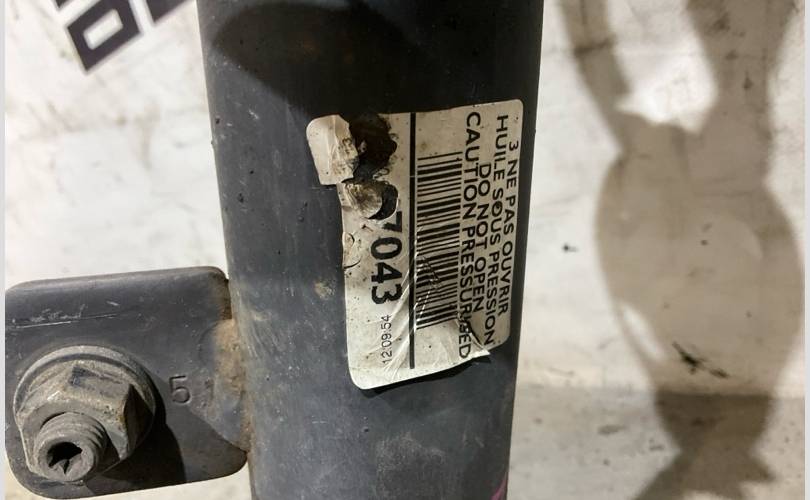 3 NE PAS OUVRIR
HUILE SOUS PRESSION
DO NOT OPEN
CAUTION PRESSURISED
7043
12:09:54
5